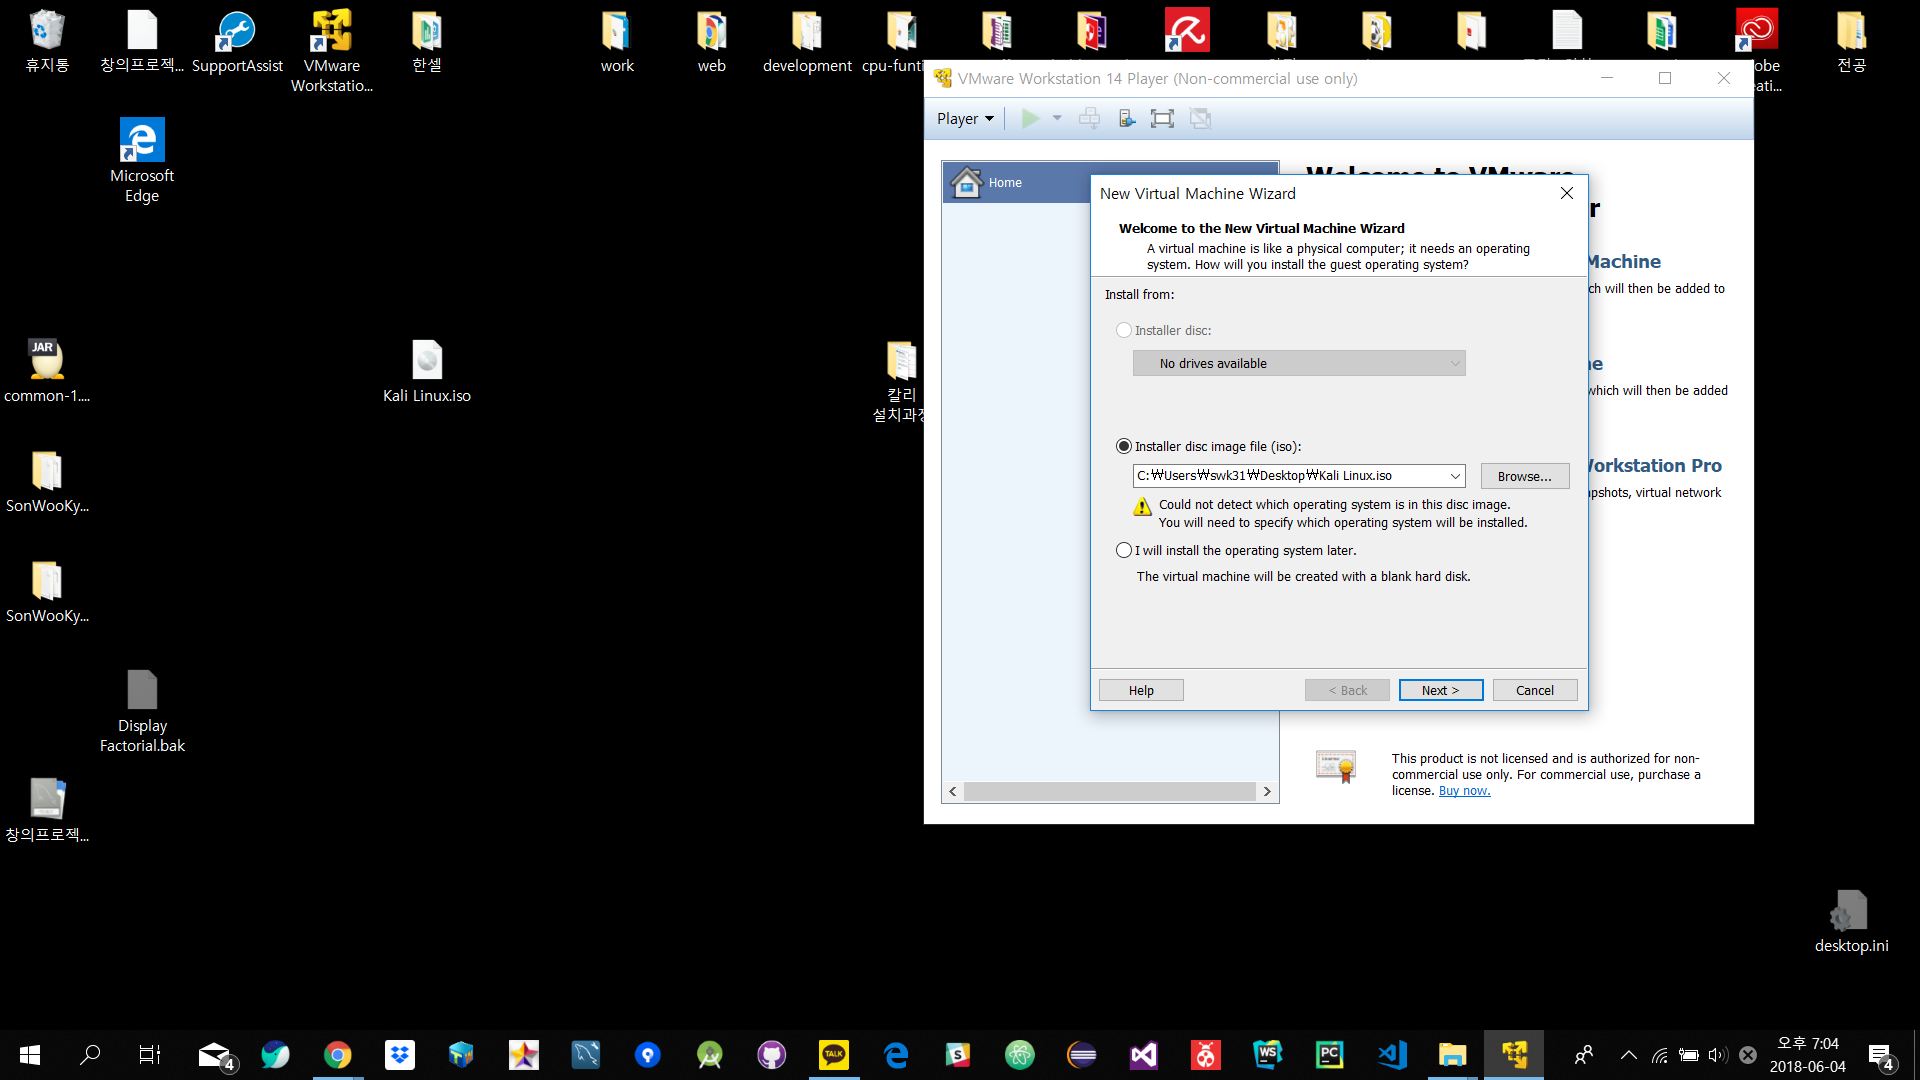 휴지통
창의프로젝...
SupportAssist
VMware
Workstatio...
한셀
work
web
development
cpu-funti
obe
eati...
전공
Microsoft
Edge
JAR
common-1....
Kali Linux.iso
칼리
설치과정
SonWooKy...
SonWooKy...
Display
Factorial.bak
창의프로젝...
desktop.ini
VMware Workstation 14 Player (Non-commercial use only)
Player
Home
Welcome to VMware
r
Machine
ch will then be added to
ne
which will then be added
Workstation Pro
apshots, virtual network
New Virtual Machine Wizard
Welcome to the New Virtual Machine Wizard
A virtual machine is like a physical computer; it needs an operating
system. How will you install the guest operating system?
Install from:
Installer disc:
No drives available
Installer disc image file (iso):
C:₩Users₩swk31₩Desktop₩Kali Linux.iso
Browse...
Could not detect which operating system is in this disc image.
You will need to specify which operating system will be installed.
I will install the operating system later.
The virtual machine will be created with a blank hard disk.
Help
< Back
Next >
Cancel
This product is not licensed and is authorized for non-
commercial use only. For commercial use, purchase a
license. Buy now.
4
TALK
WS
PC
오후 7:04
2018-06-04
4